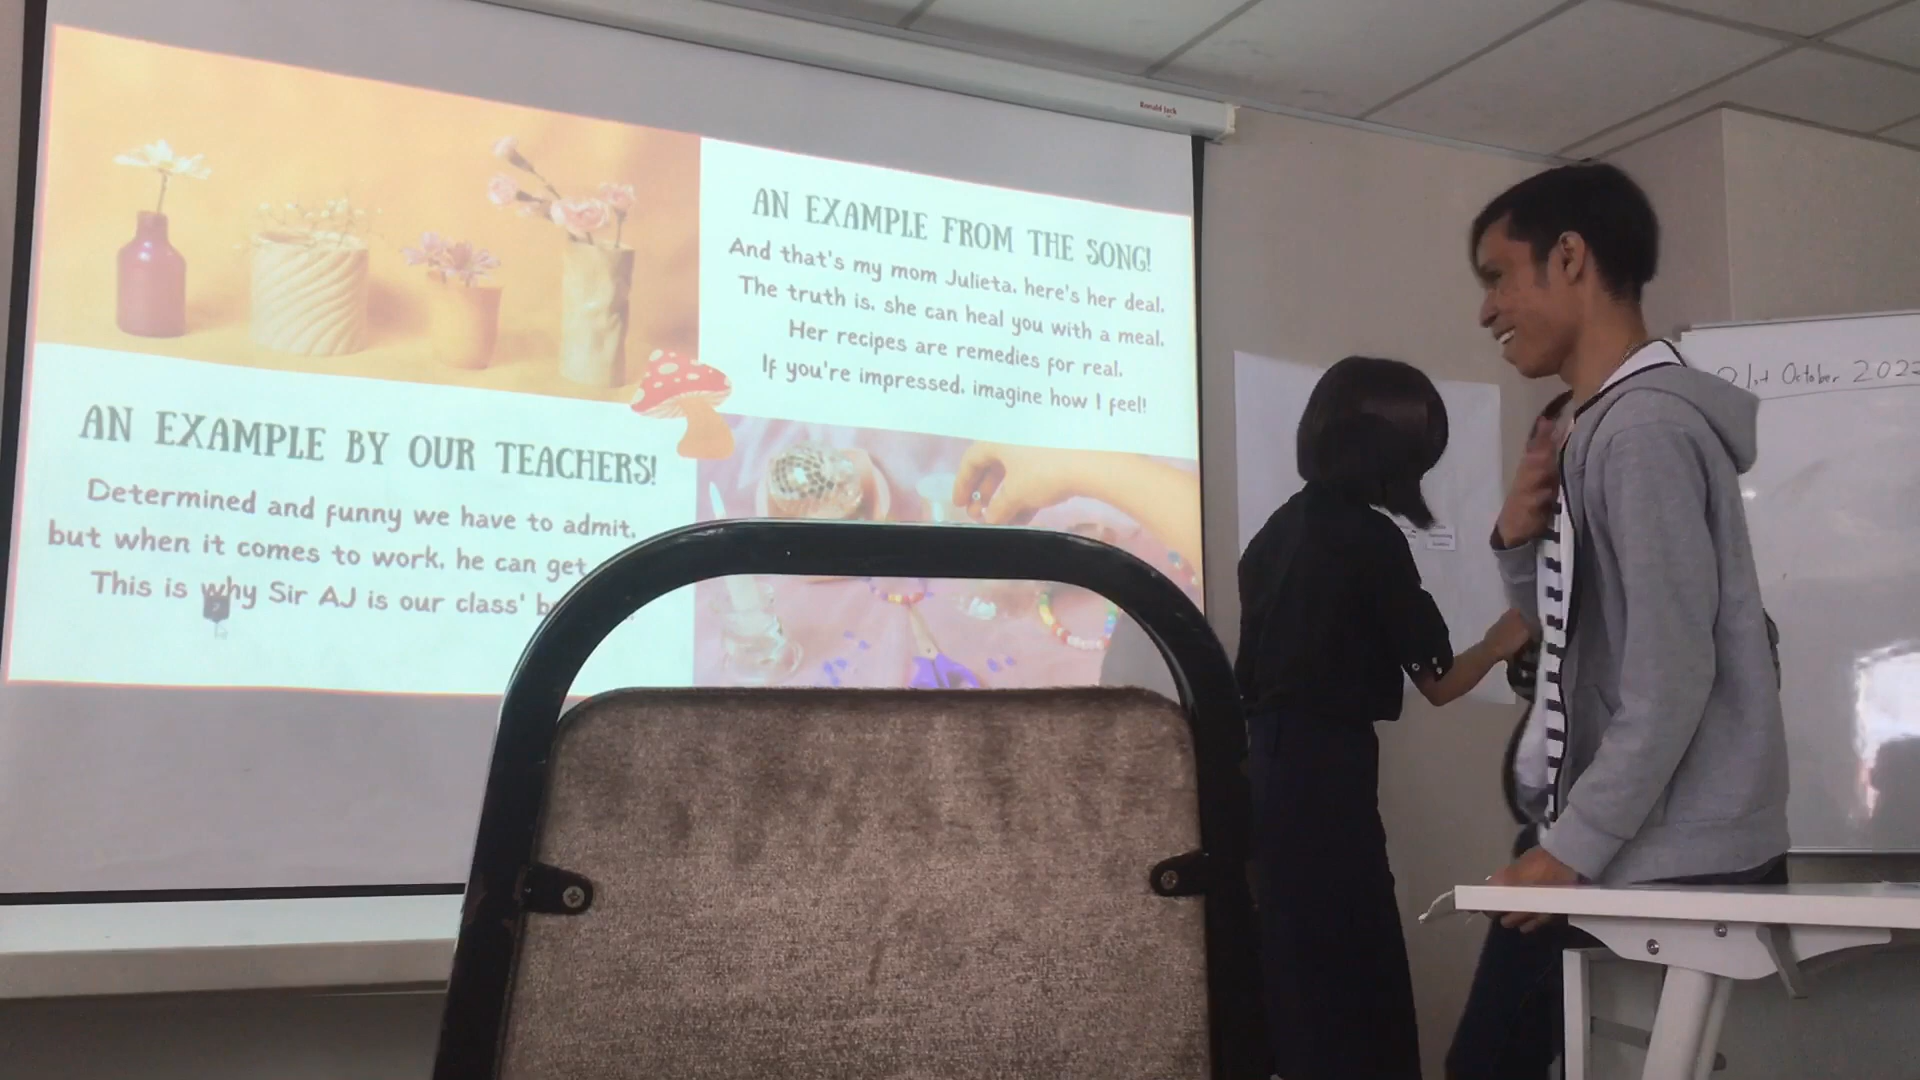 Ronald Jack
AN EXAMPLE FROM THE SONG!
And that's my mom Julieta, here's her deal.
The truth is, she can heal you with a meal.
Her recipes are remedies for real.
If you're impressed, imagine how I feel!
AN EXAMPLE BY OUR TEACHERS!
Determined and funny we have to admit,
but when it comes to work, he can get
This is why Sir AJ is our class'
21st October 2022